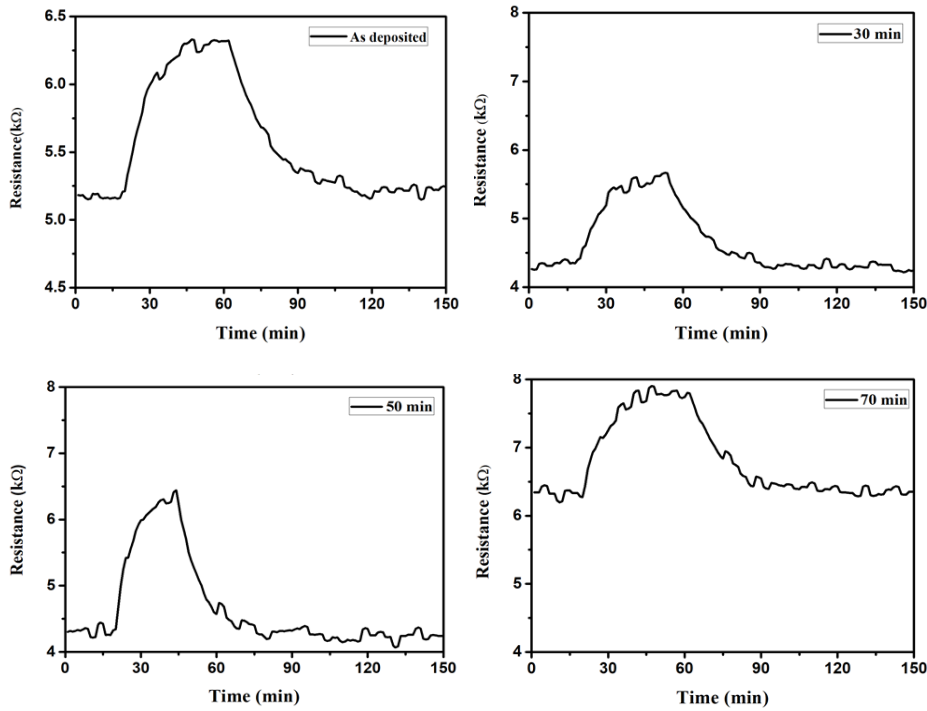 6.5
6.0
5.5
5.0
4.5
Resistance(kΩ)
As deposited
0 30 60 90 120 150
Time (min)
8
7
6
5
4
Resistance (kΩ)
30 min
0 30 60 90 120 150
Time (min)
8
7
6
5
4
Resistance (kΩ)
50 min
0 30 60 90 120 150
Time (min)
8
7
6
5
4
Resistance (kΩ)
70 min
0 30 60 90 120 150
Time (min)